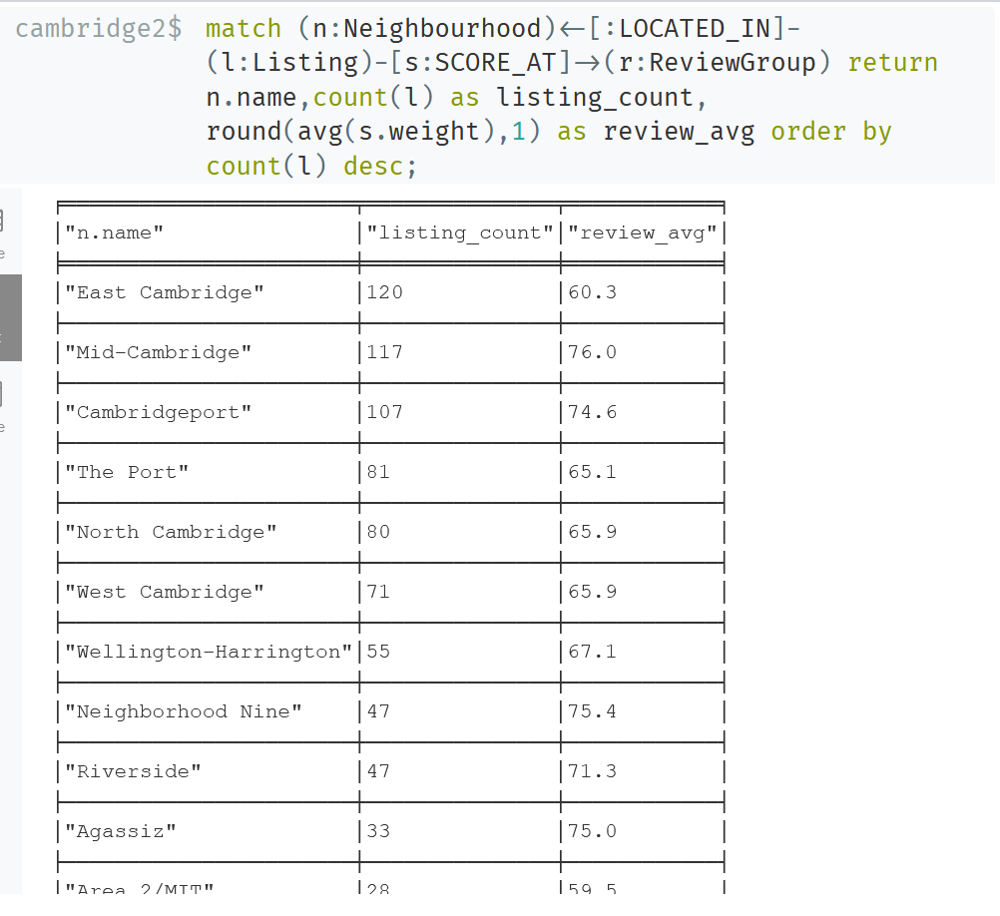 cambridge2$ match (n:Neighbourhood)<-[:LOCATED_IN]-
(l:Listing)-[s:SCORE_AT]->(r:ReviewGroup) return
n.name,count(l) as listing_count,
round(avg(s.weight),1) as review_avg order by
count(l) desc;
"n.name" "listing_count" "review_avg"
"East Cambridge" 120 60.3
"Mid-Cambridge" 117 76.0
"Cambridgeport" 107 74.6
"The Port" 81 65.1
"North Cambridge" 80 65.9
"West Cambridge" 71 65.9
"Wellington-Harrington" 55 67.1
"Neighborhood Nine" 47 75.4
"Riverside" 47 71.3
"Agassiz" 33 75.0
"Area 2/MIT" 28 59.5